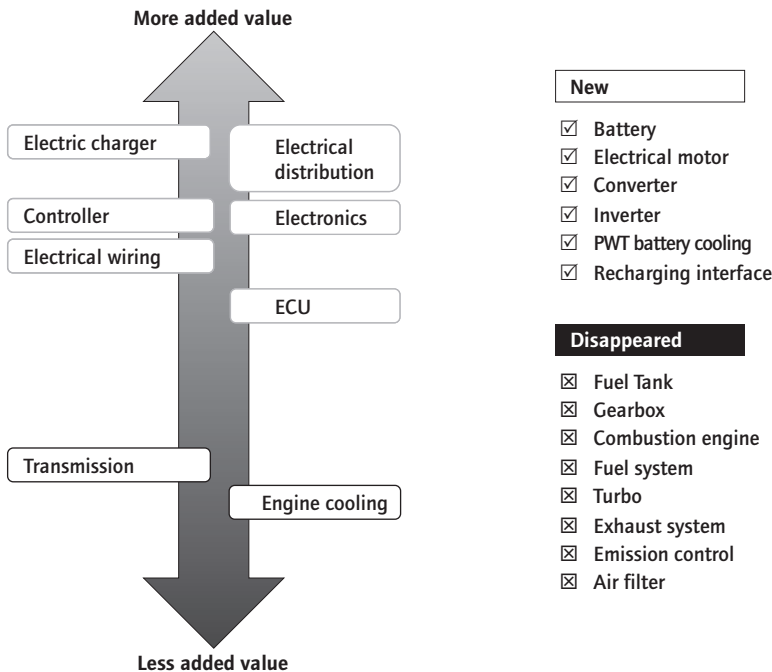 More added value
Electric charger
Electrical
distribution
Controller
Electronics
Electrical wiring
ECU
Transmission
Engine cooling
Less added value
New
☑ Battery
☑ Electrical motor
☑ Converter
☑ Inverter
☑ PWT battery cooling
☑ Recharging interface
Disappeared
☒ Fuel Tank
☒ Gearbox
☒ Combustion engine
☒ Fuel system
☒ Turbo
☒ Exhaust system
☒ Emission control
☒ Air filter